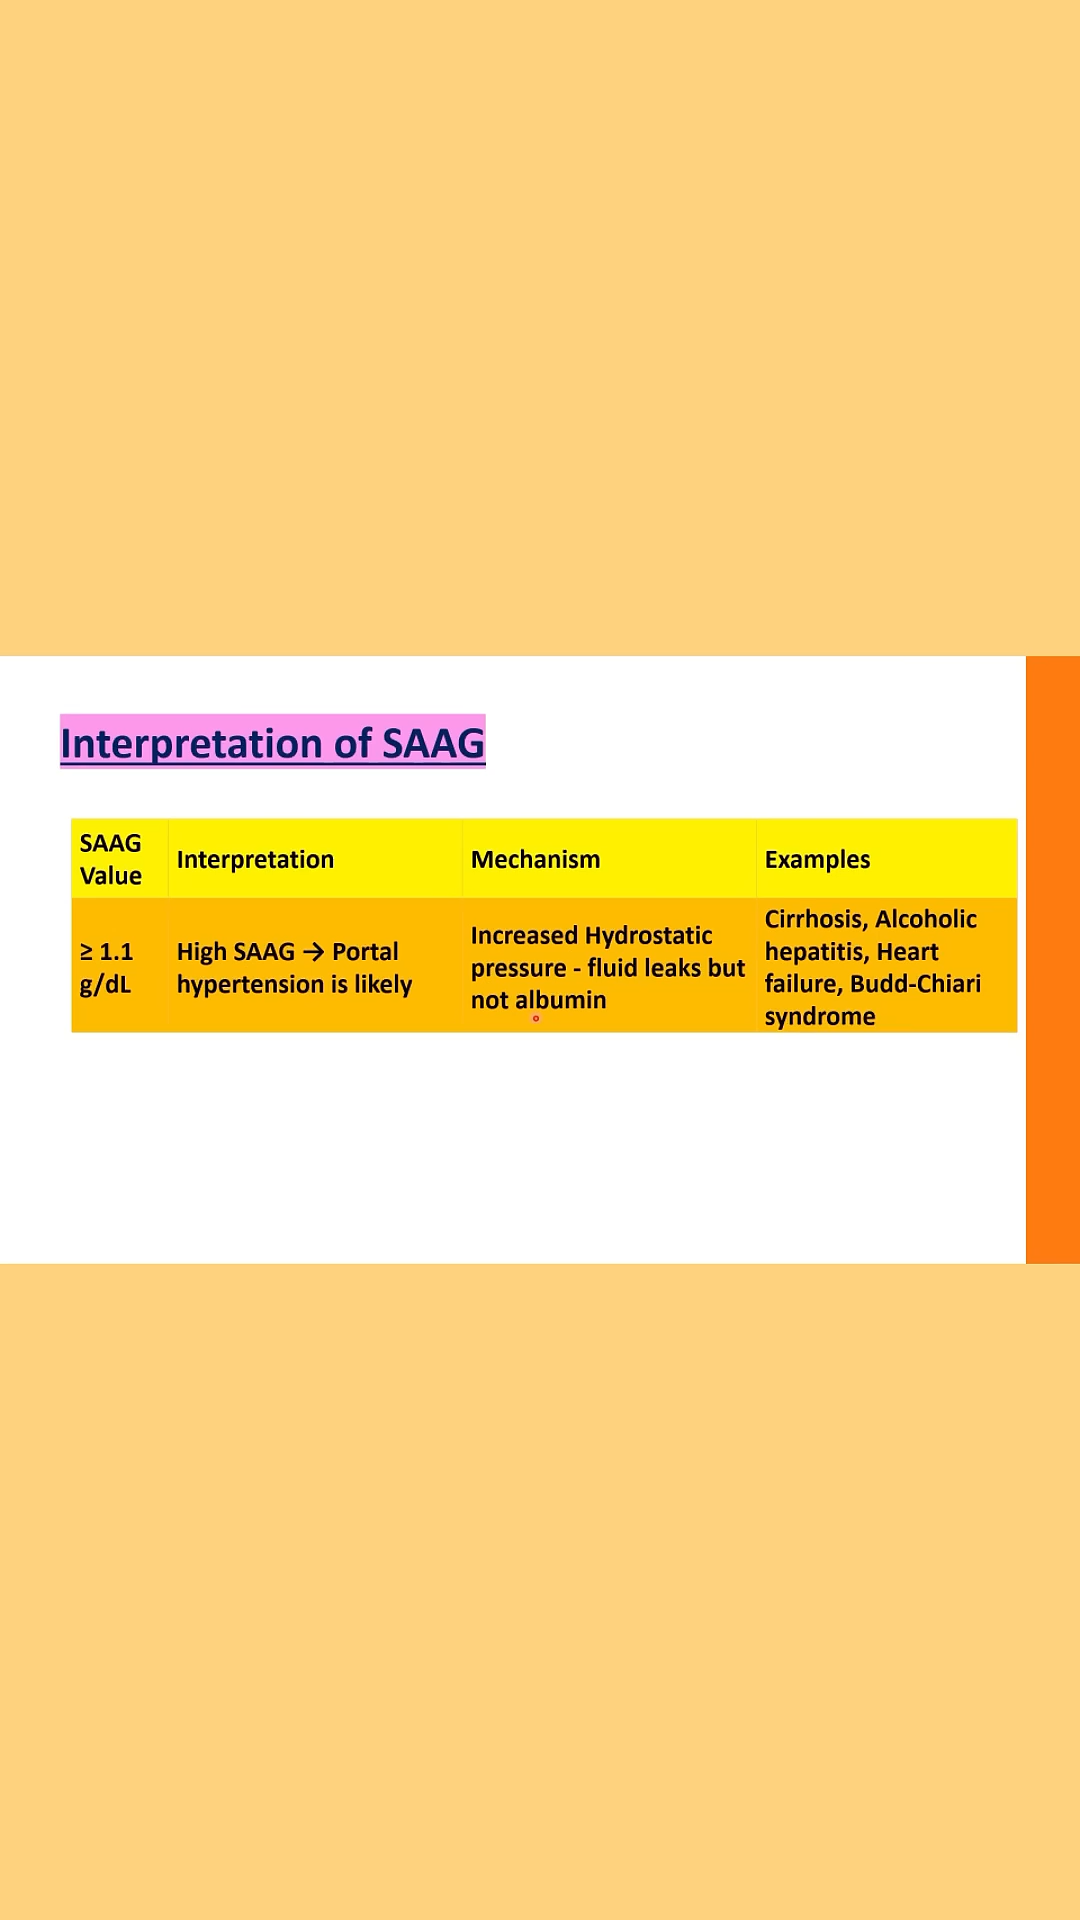 Interpretation of SAAG
SAAG
Value
Interpretation
Mechanism
Examples
≥ 1.1
g/dL
High SAAG → Portal
hypertension is likely
Increased Hydrostatic
pressure - fluid leaks but
not albumin
Cirrhosis, Alcoholic
hepatitis, Heart
failure, Budd-Chiari
syndrome